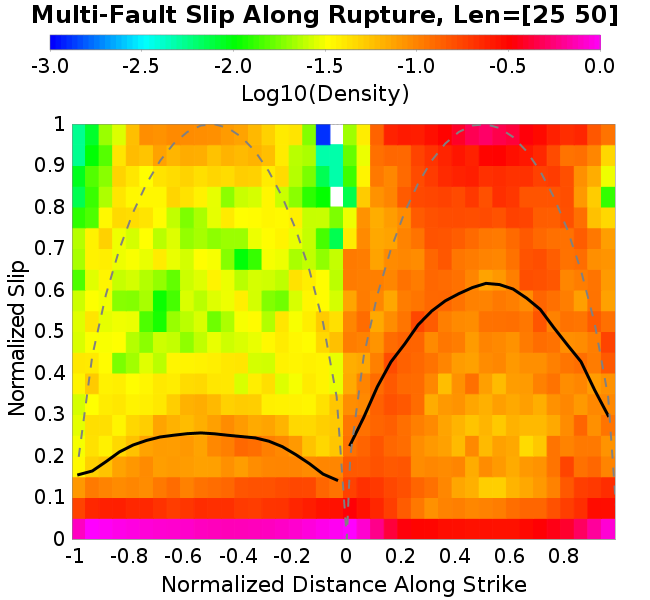 Multi-Fault Slip Along Rupture, Len=[25 50]
-3.0 -2.5 -2.0 -1.5 -1.0 -0.5 0.0
Log10(Density)
1
0.9
0.8
0.7
0.6
0.5
0.4
0.3
0.2
0.1
0
Normalized Slip
-1 -0.8 -0.6 -0.4 -0.2 0 0.2 0.4 0.6 0.8
Normalized Distance Along Strike